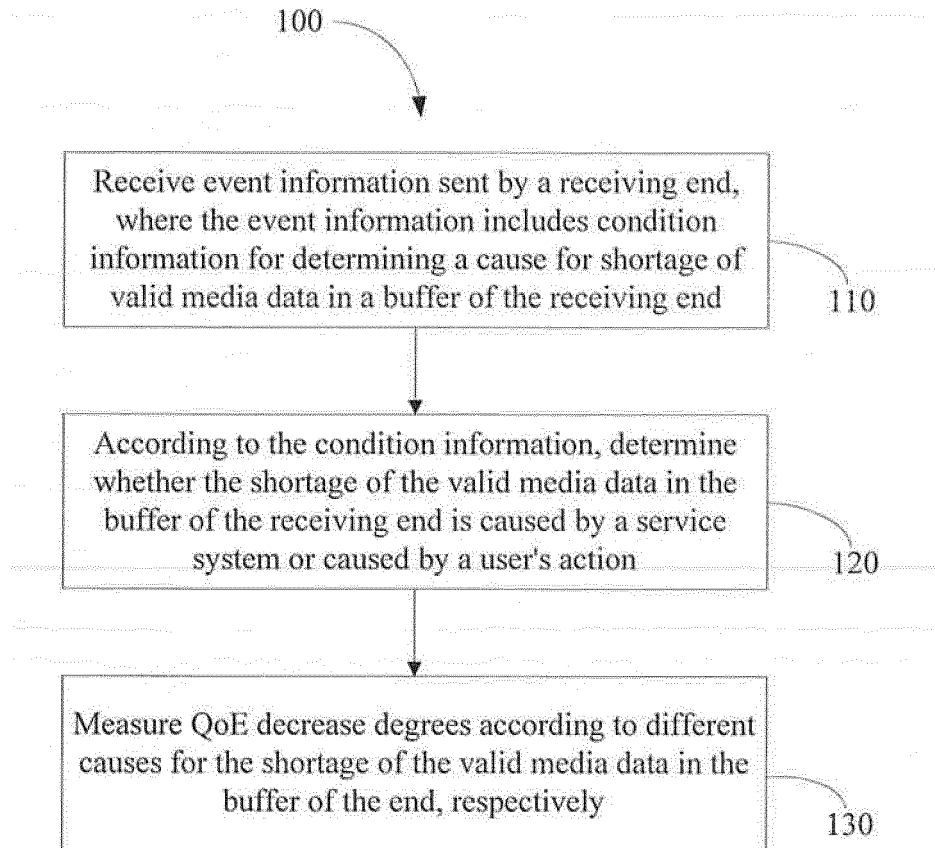 100
Receive event information sent by a receiving end,
where the event information includes condition
information for determining a cause for shortage of
valid media data in a buffer of the receiving end
110
According to the condition information, determine
whether the shortage of the valid media data in the
buffer of the receiving end is caused by a service
system or caused by a user's action
120
Measure QoE decrease degrees according to different
causes for the shortage of the valid media data in the
buffer of the end, respectively
130